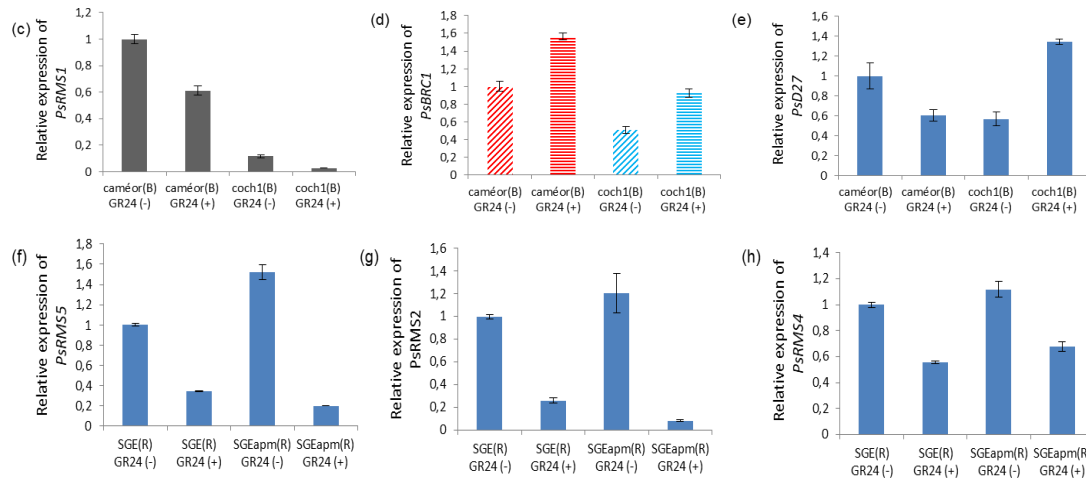 (c)
Relative expression of
PsRMS1
1,2
1
0,8
0,6
0,4
0,2
0
caméor(B) caméor(B) coch1(B) coch1(B)
GR24 (-) GR24 (+) GR24 (-) GR24 (+)
(d)
Relative expression of
PsBRC1
1,8
1,6
1,4
1,2
1
0,8
0,6
0,4
0,2
0
caméor(B) caméor(B) coch1(B) coch1(B)
GR24 (-) GR24 (+) GR24 (-) GR24 (+)
(e)
Relative expression of
PsD27
1,6
1,4
1,2
1
0,8
0,6
0,4
0,2
0
caméor(B) caméor(B) coch1(B) coch1(B)
GR24 (-) GR24 (+) GR24 (-) GR24 (+)
(f)
Relative expression of
PsRMS5
1,8
1,6
1,4
1,2
1
0,8
0,6
0,4
0,2
0
SGE(R) SGE(R) SGEapm(R) SGEapm(R)
GR24 (-) GR24 (+) GR24 (-) GR24 (+)
(g)
Relative expression of
PsRMS2
1,6
1,4
1,2
1
0,8
0,6
0,4
0,2
0
SGE(R) SGE(R) SGEapm(R) SGEapm(R)
GR24 (-) GR24 (+) GR24 (-) GR24 (+)
(h)
Relative expression of
PsRMS4
1,4
1,2
1
0,8
0,6
0,4
0,2
0
SGE(R) SGE(R) SGEapm(R) SGEapm(R)
GR24 (-) GR24 (+) GR24 (-) GR24 (+)